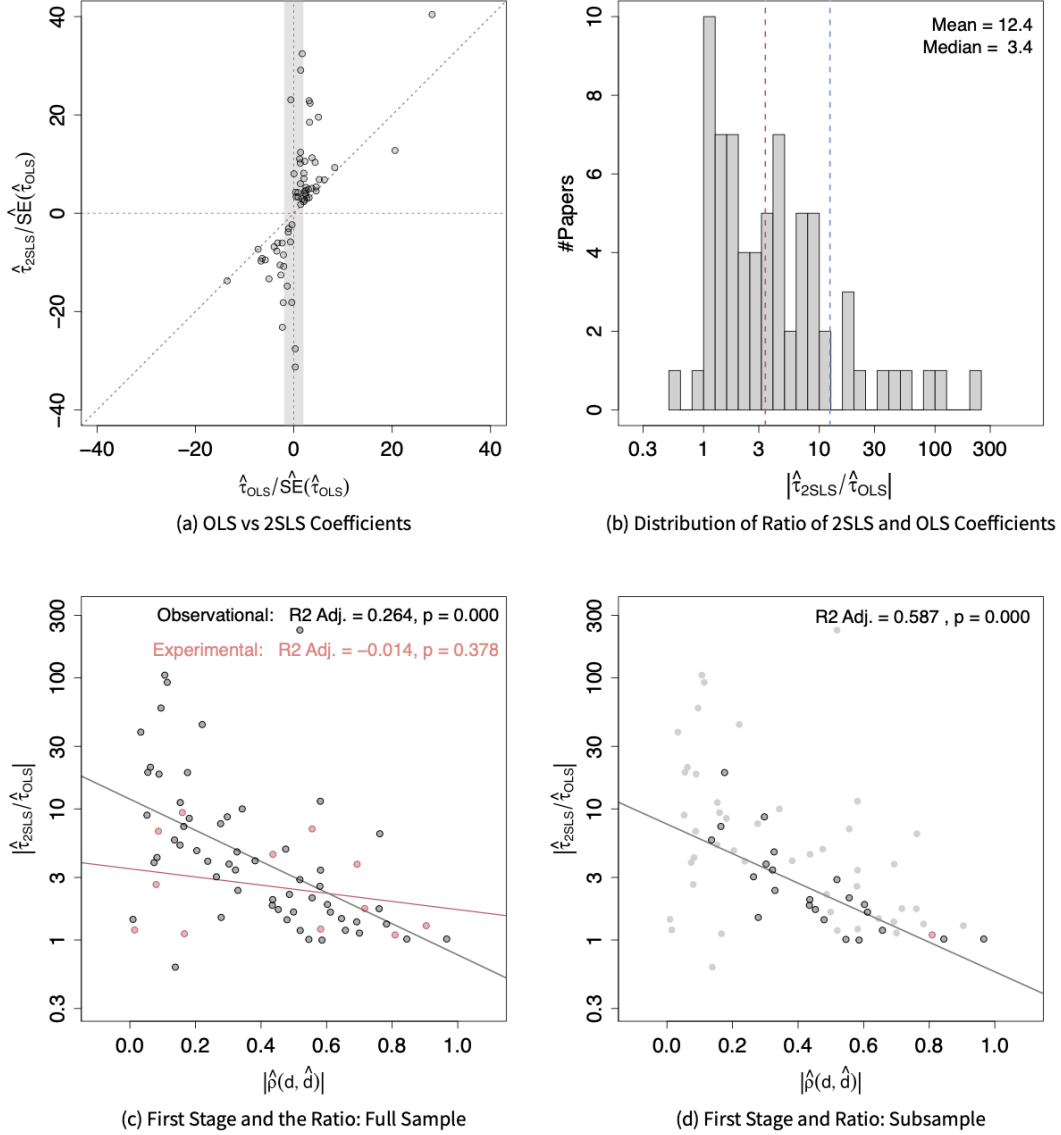 40
20
0
−20
−40
τ̂2SLS/ŜE(τ̂OLS)
−40 −20 0 20 40
τ̂OLS/ŜE(τ̂OLS)
(a) OLS vs 2SLS Coefficients
Mean = 12.4
Median = 3.4
10
8
6
4
2
0
#Papers
0.3 1 3 10 30 100 300
|τ̂2SLS/τ̂OLS|
(b) Distribution of Ratio of 2SLS and OLS Coefficients
Observational: R2 Adj. = 0.264, p = 0.000
Experimental: R2 Adj. = −0.014, p = 0.378
300
100
30
10
3
1
0.3
|τ̂2SLS/τ̂OLS|
0.0 0.2 0.4 0.6 0.8 1.0
|ρ̂(d, d̂)|
(c) First Stage and the Ratio: Full Sample
R2 Adj. = 0.587 , p = 0.000
300
100
30
10
3
1
0.3
|τ̂2SLS/τ̂OLS|
0.0 0.2 0.4 0.6 0.8 1.0
|ρ̂(d, d̂)|
(d) First Stage and Ratio: Subsample